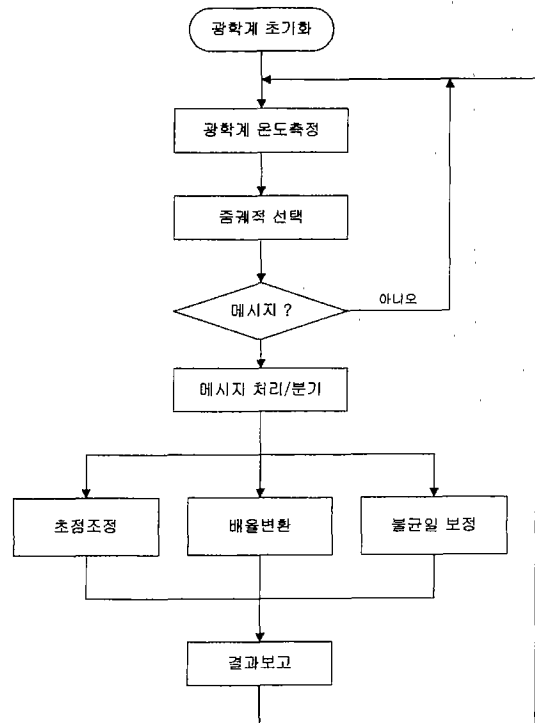 광학계 초기화
광학계 온도측정
줌궤적 선택
메시지 ?
아니오
메시지 처리/분기
초점조정
배율변환
불균일 보정
결과보고